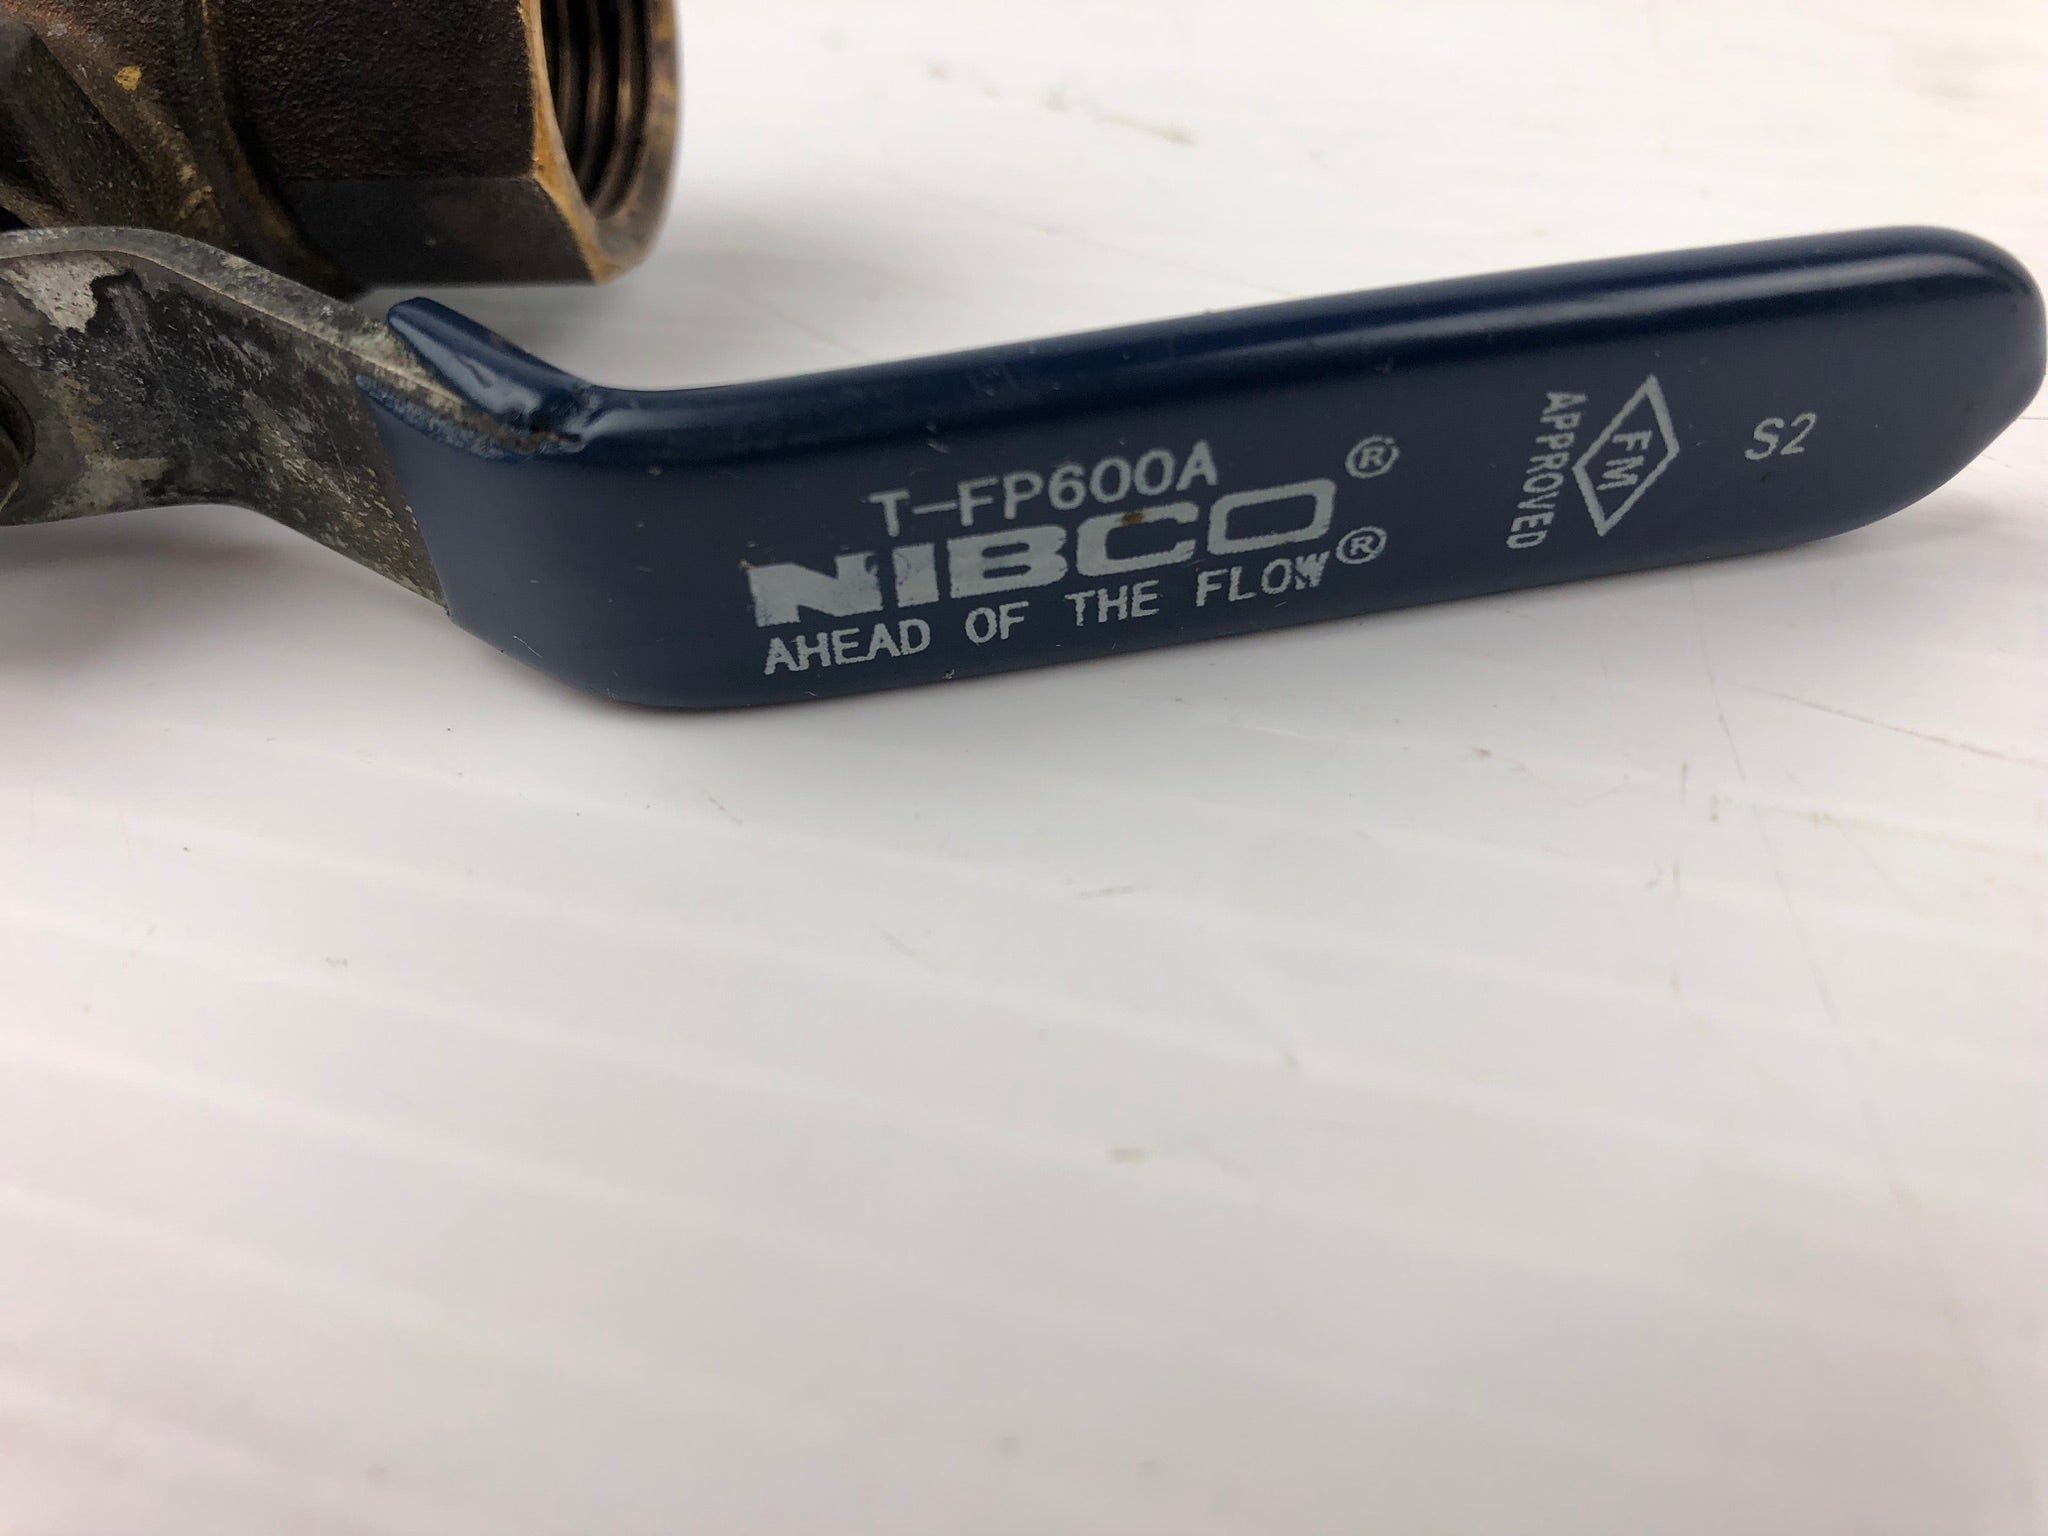 T-FP600A
NIBCO®
AHEAD OF THE FLOW®
FM
APPROVED
S2